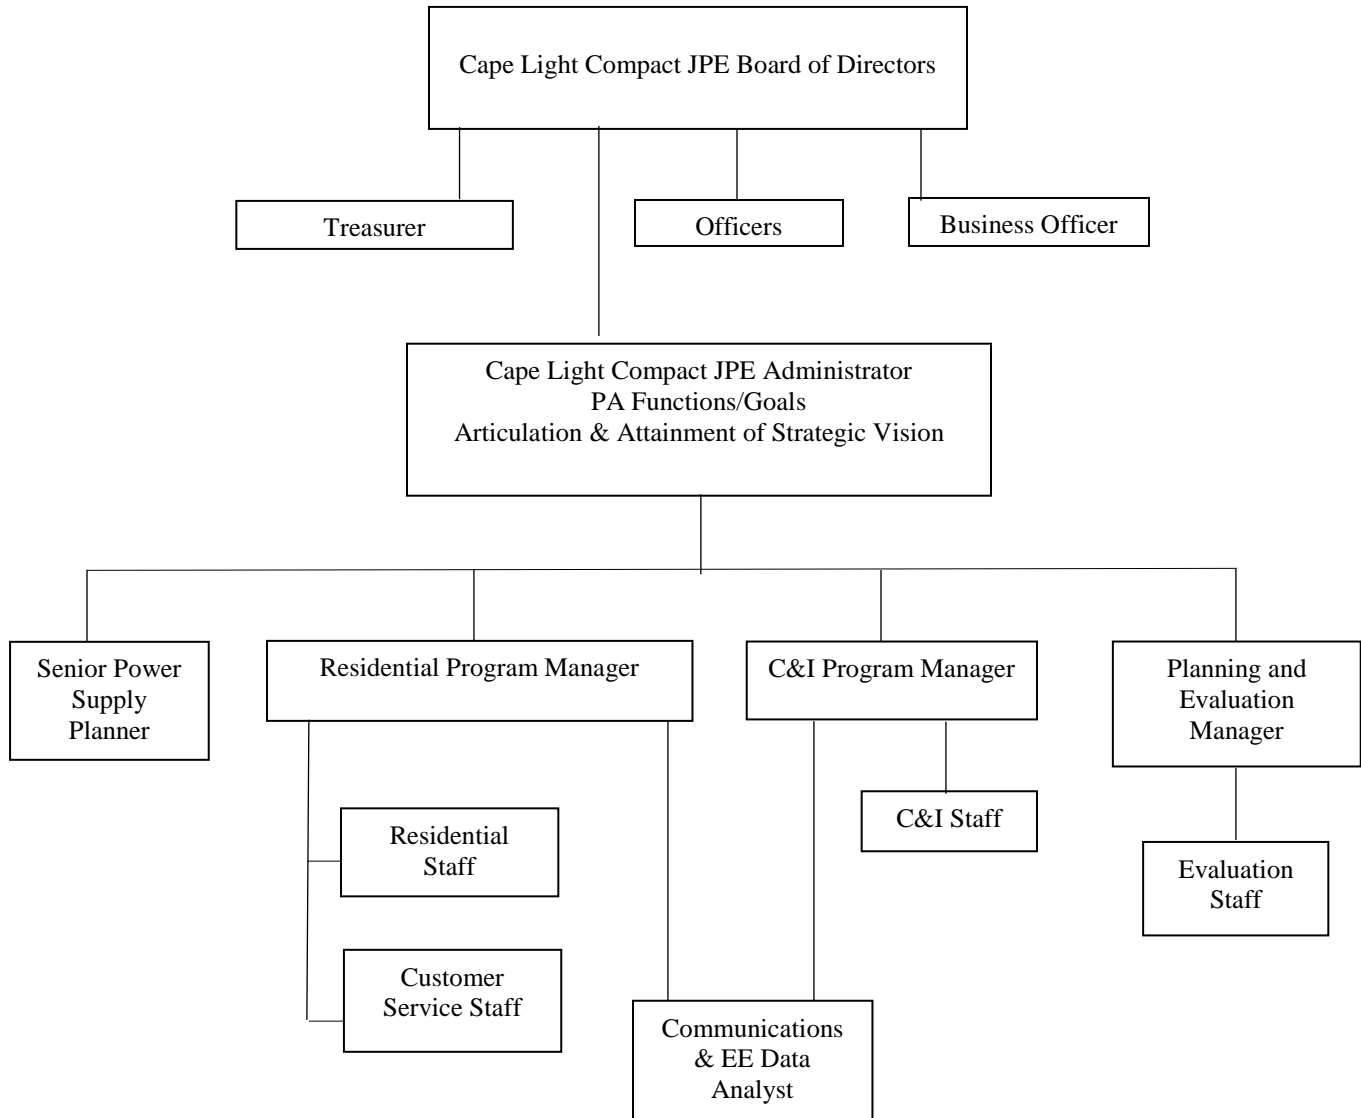 Cape Light Compact JPE Board of Directors
Treasurer
Officers
Business Officer
Cape Light Compact JPE Administrator
PA Functions/Goals
Articulation & Attainment of Strategic Vision
Senior Power
Supply
Planner
Residential Program Manager
C&I Program Manager
Planning and
Evaluation
Manager
C&I Staff
Residential
Staff
Evaluation
Staff
Customer
Service Staff
Communications
& EE Data
Analyst